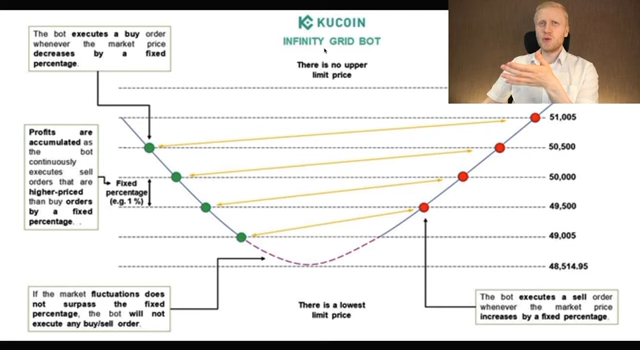 KUCOIN
INFINITY GRID BOT
There is no upper
limit price
The bot executes a buy order
whenever the market price
decreases by a fixed
percentage.
Profits are
accumulated as
the bot
continuously
executes sell
orders that are
higher-priced
than buy orders
by a fixed
percentage. .
Fixed
percentage
(e.g. 1 %)
51,005
50,500
50,000
49,500
49,005
48,514.95
If the market fluctuations does
not surpass the fixed
percentage, the bot will not
execute any buy/sell order.
There is a lowest
limit price
The bot executes a sell order
whenever the market price
increases by a fixed percentage.